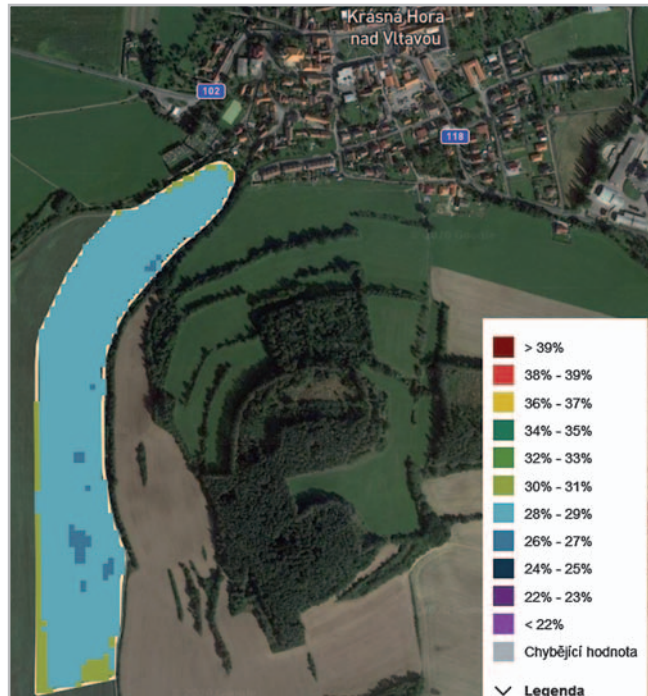 Krásná Hora
nad Vltavou
102
118
> 39%
38% - 39%
36% - 37%
34% - 35%
32% - 33%
30% - 31%
28% - 29%
26% - 27%
24% - 25%
22% - 23%
< 22%
Chybějící hodnota
Legenda